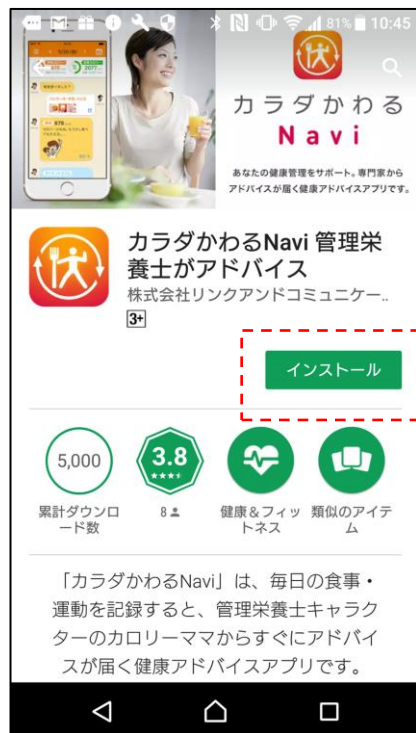 81% 10:45
カラダかわる
Navi
あなたの健康管理をサポート。専門家から
アドバイスが届く健康アドバイスアプリです。
カラダかわるNavi 管理栄
養士がアドバイス
株式会社リンクアンドコミュニケー..
3+
インストール
5,000
累計ダウンロ
ード数
3.8
8
健康&フィッ
トネス
類似のアイテ
ム
「カラダかわるNavi」は、毎日の食事・
運動を記録すると、管理栄養士キャラク
ターのカロリーママからすぐにアドバイ
スが届く健康アドバイスアプリです。